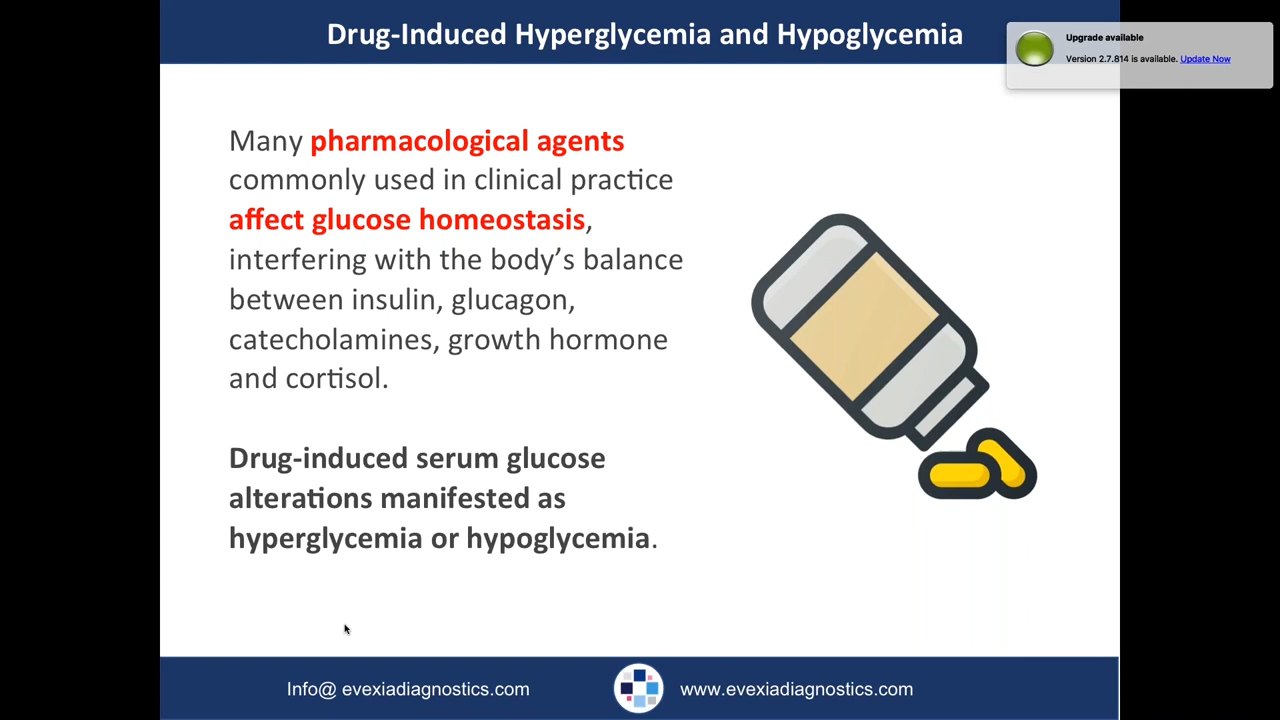 Drug-Induced Hyperglycemia and Hypoglycemia
Upgrade available
Version 2.7.814 is available. Update Now
Many pharmacological agents
commonly used in clinical practice
affect glucose homeostasis,
interfering with the body’s balance
between insulin, glucagon,
catecholamines, growth hormone
and cortisol.
Drug-induced serum glucose
alterations manifested as
hyperglycemia or hypoglycemia.
Info@ evexiadiagnostics.com
www.evexiadiagnostics.com